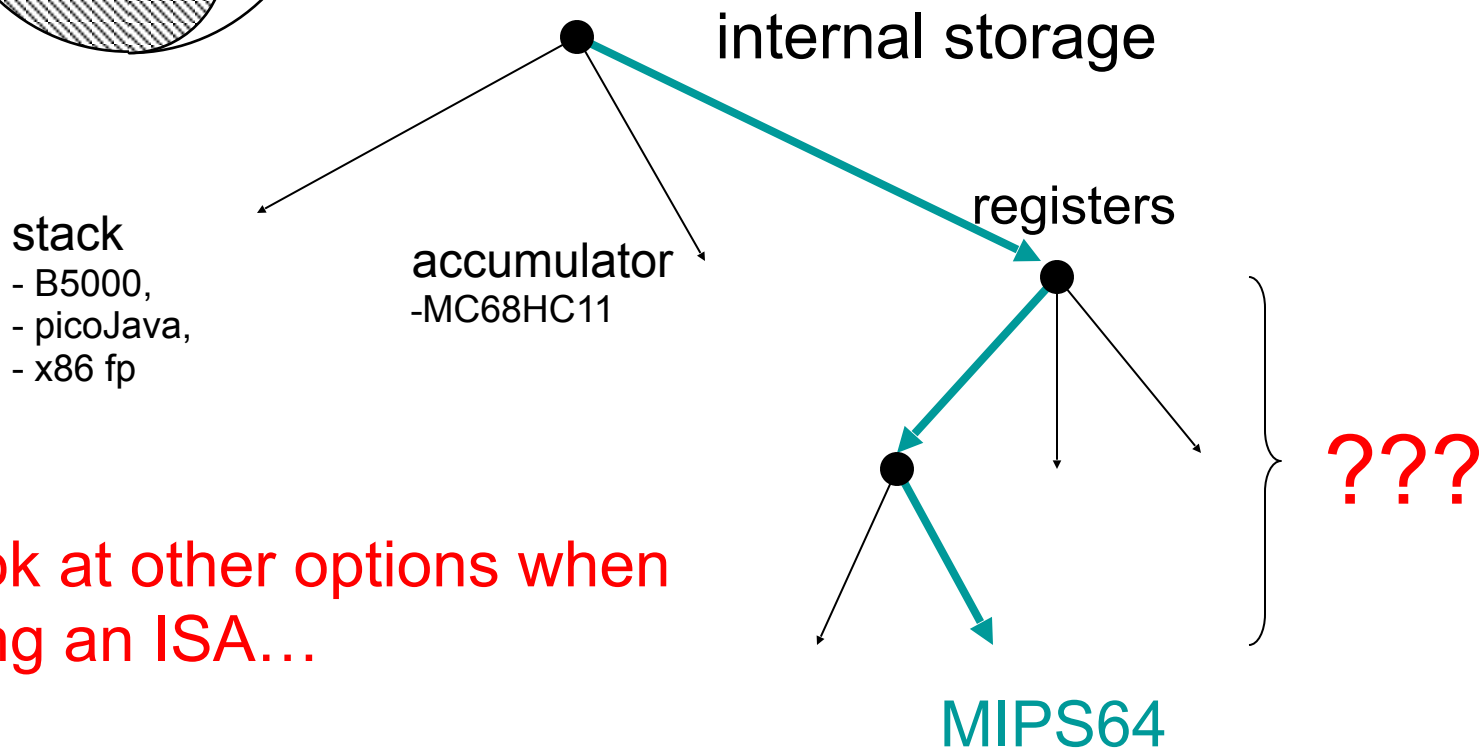 internal storage
registers
stack
- B5000,
- picoJava,
- x86 fp
accumulator
-MC68HC11
???
at other options when
an ISA…
MIPS64